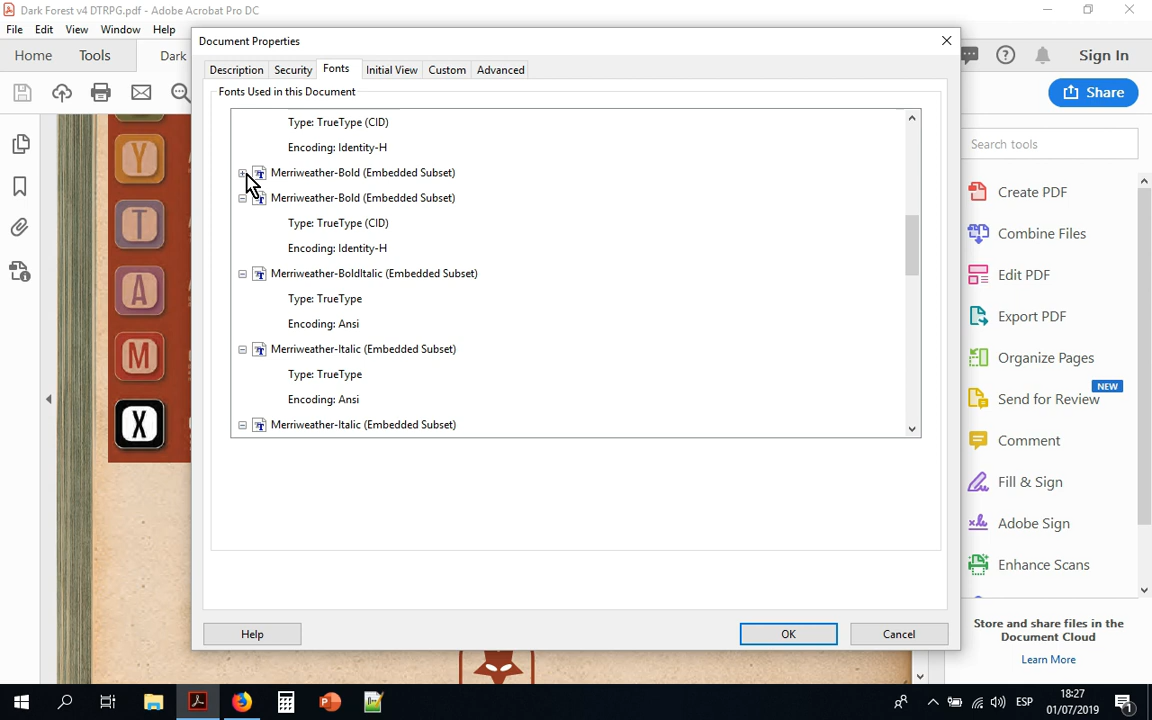 Dark Forest v4 DTRPG.pdf - Adobe Acrobat Pro DC
File Edit View Window Help
Home Tools Dark Sign In
Share
Document Properties
Description Security Fonts Initial View Custom Advanced
Fonts Used in this Document
Type: TrueType (CID)
Encoding: Identity-H
Merriweather-Bold (Embedded Subset)
Merriweather-Bold (Embedded Subset)
Type: TrueType (CID)
Encoding: Identity-H
Merriweather-BoldItalic (Embedded Subset)
Type: TrueType
Encoding: Ansi
Merriweather-Italic (Embedded Subset)
Type: TrueType
Encoding: Ansi
Merriweather-Italic (Embedded Subset)
Help OK Cancel
Y
T
A
M
X
Search tools
Create PDF
Combine Files
Edit PDF
Export PDF
Organize Pages
NEW
Send for Review
Comment
Fill & Sign
Adobe Sign
Enhance Scans
Store and share files in the
Document Cloud
Learn More
ESP
18:27
01/07/2019
1